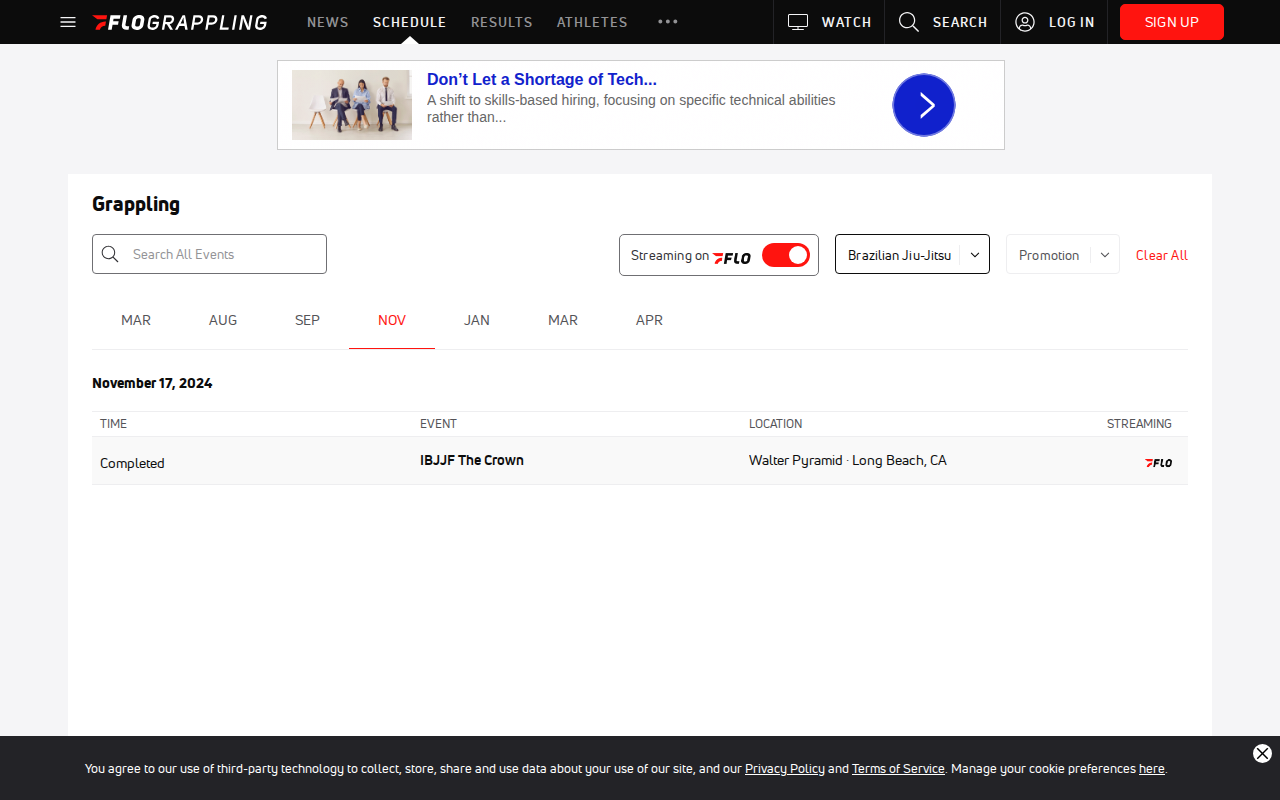 FLOGRAPPLING NEWS SCHEDULE RESULTS ATHLETES ••• WATCH SEARCH LOG IN SIGN UP
Don’t Let a Shortage of Tech...
A shift to skills-based hiring, focusing on specific technical abilities
rather than...
Grappling
Search All Events Streaming on FLO Brazilian Jiu-Jitsu Promotion Clear All
MAR AUG SEP NOV JAN MAR APR
November 17, 2024
TIME EVENT LOCATION STREAMING
Completed IBJJF The Crown Walter Pyramid · Long Beach, CA FLO
You agree to our use of third-party technology to collect, store, share and use data about your use of our site, and our Privacy Policy and Terms of Service. Manage your cookie preferences here.